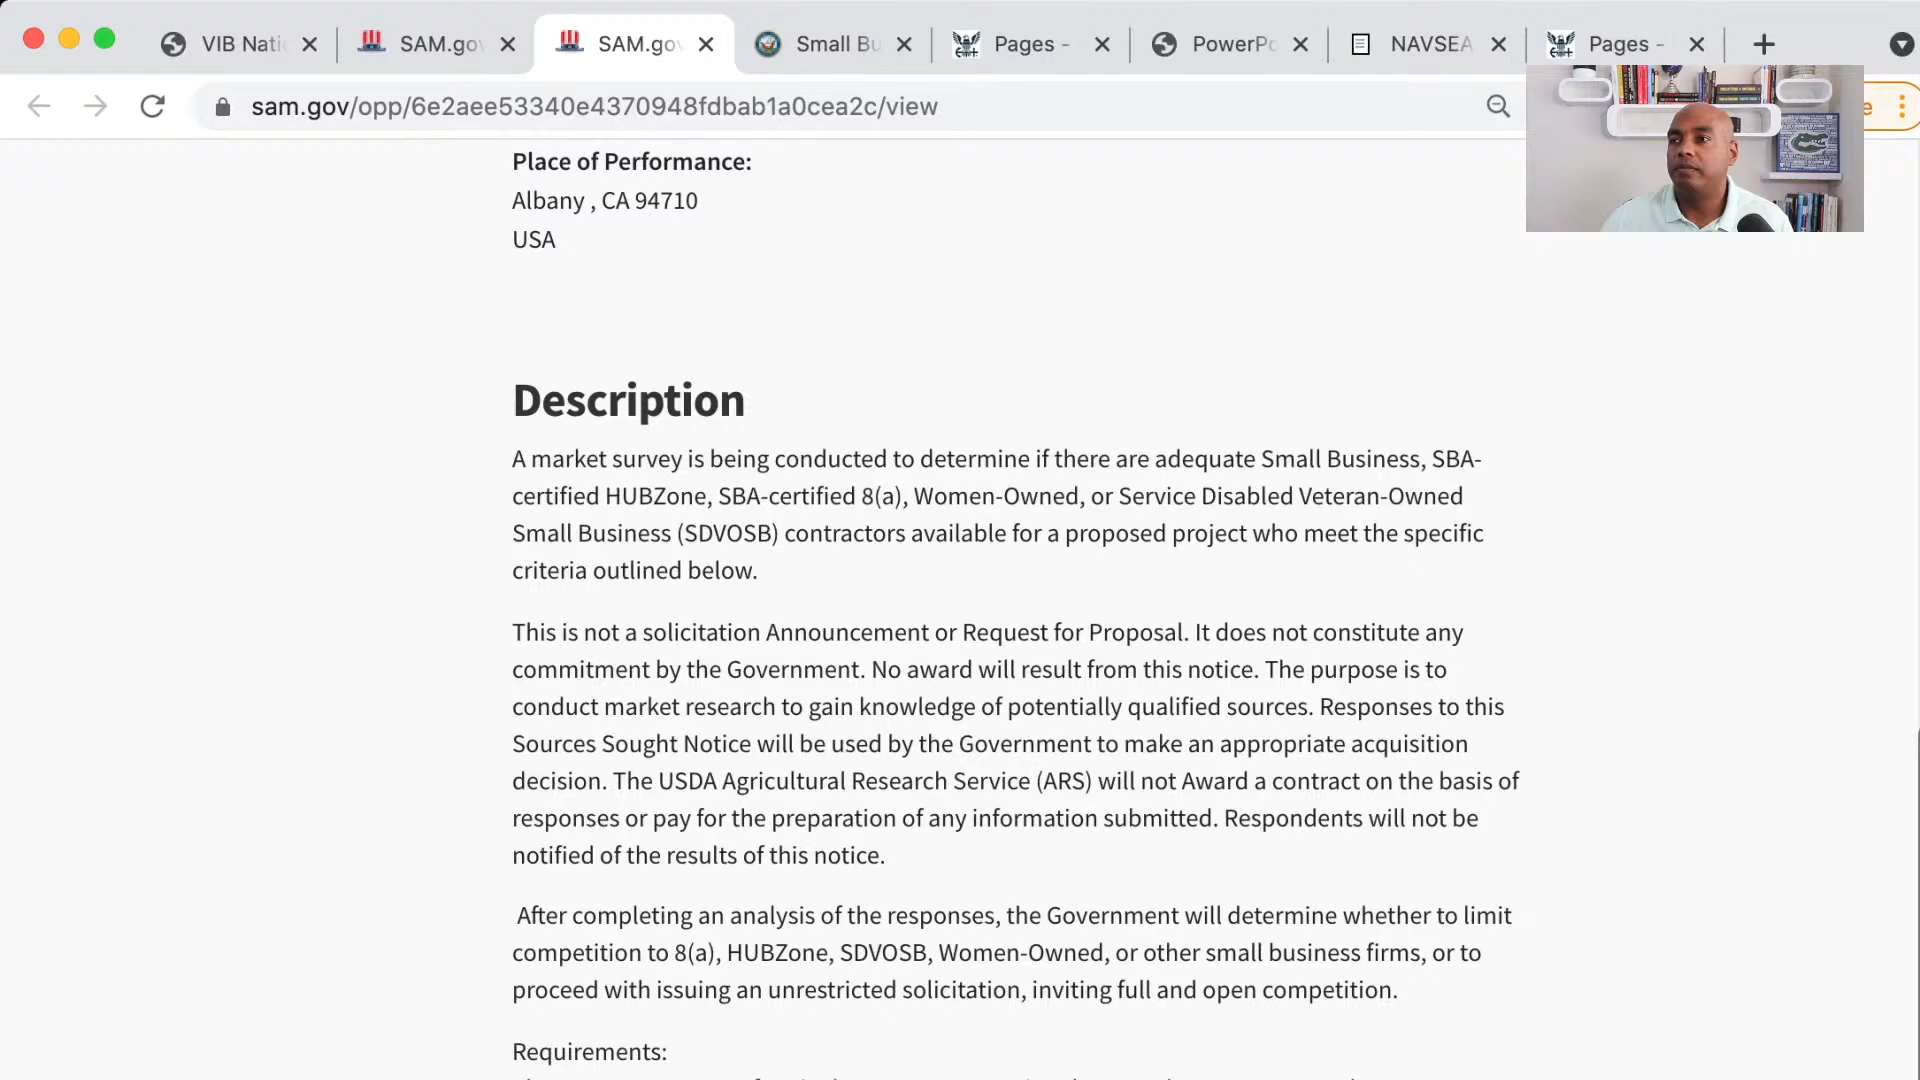 VIB Nati
SAM.gov
SAM.gov
Small Bu
Pages -
PowerPo
NAVSEA
Pages -
sam.gov/opp/6e2aee53340e4370948fdbab1a0cea2c/view
Place of Performance:
Albany , CA 94710
USA
Description
A market survey is being conducted to determine if there are adequate Small Business, SBA-
certified HUBZone, SBA-certified 8(a), Women-Owned, or Service Disabled Veteran-Owned
Small Business (SDVOSB) contractors available for a proposed project who meet the specific
criteria outlined below.
This is not a solicitation Announcement or Request for Proposal. It does not constitute any
commitment by the Government. No award will result from this notice. The purpose is to
conduct market research to gain knowledge of potentially qualified sources. Responses to this
Sources Sought Notice will be used by the Government to make an appropriate acquisition
decision. The USDA Agricultural Research Service (ARS) will not Award a contract on the basis of
responses or pay for the preparation of any information submitted. Respondents will not be
notified of the results of this notice.
After completing an analysis of the responses, the Government will determine whether to limit
competition to 8(a), HUBZone, SDVOSB, Women-Owned, or other small business firms, or to
proceed with issuing an unrestricted solicitation, inviting full and open competition.
Requirements: